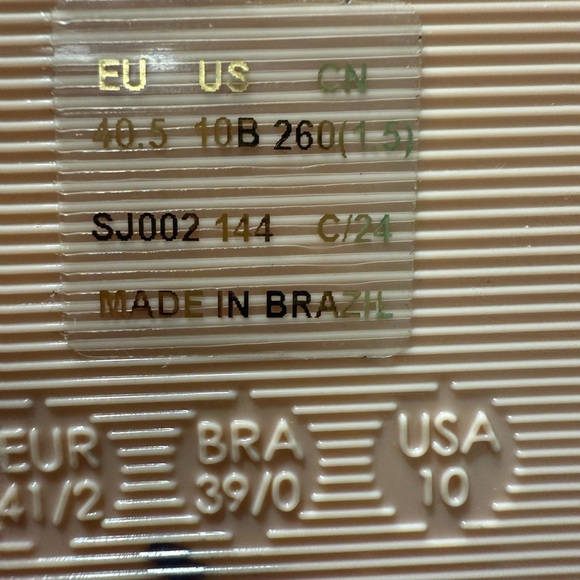 EU US CN
40.5 10B 260(1.5)
SJ002 144 C/24
MADE IN BRAZIL
EUR BRA USA
41/2 39/0 10